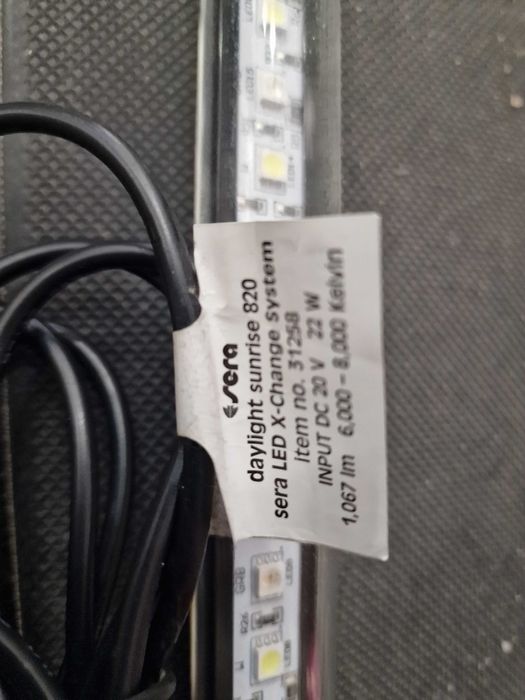 sera
daylight sunrise 820
sera LED X-Change System
Item no. 31258
INPUT DC 20 V 22 W
1,067 lm 6,000 – 8,000 Kelvin
R26